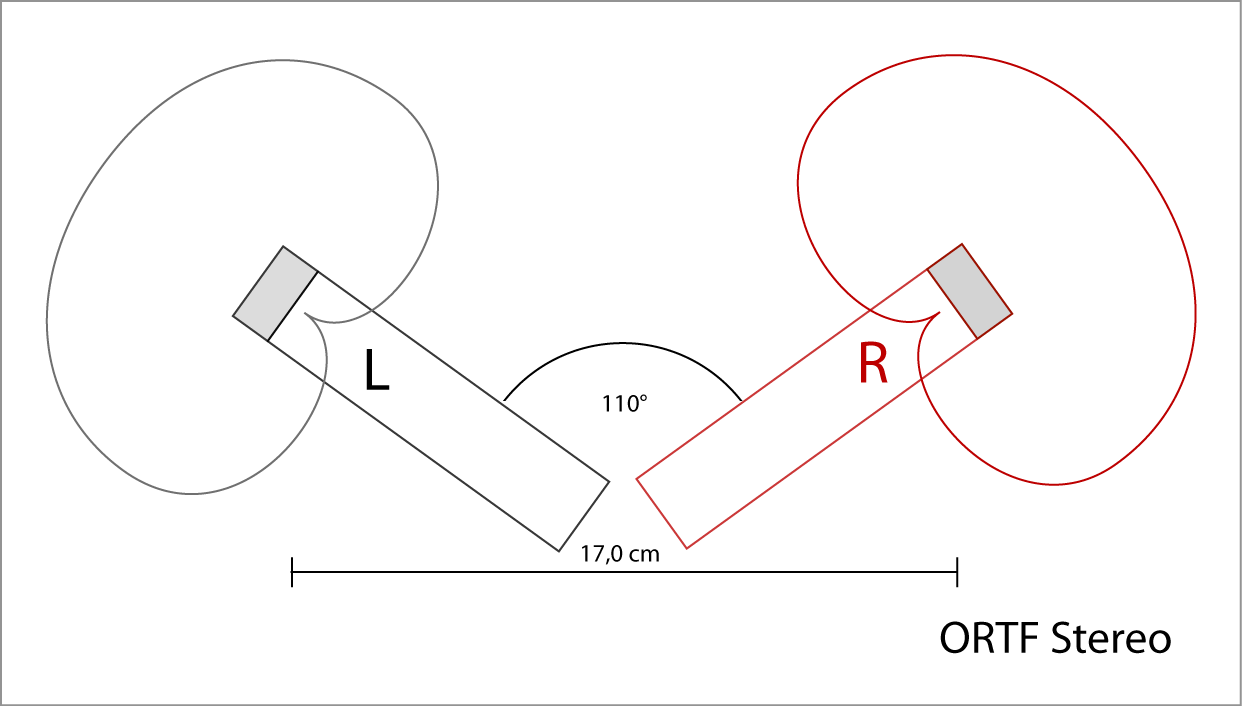 L
R
110°
17,0 cm
ORTF Stereo